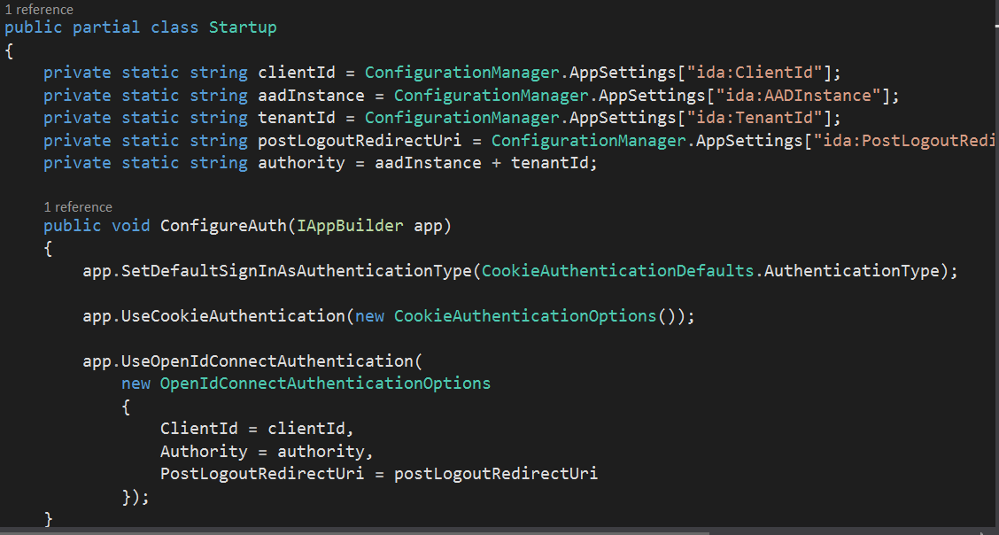 1 reference
public partial class Startup
{
    private static string clientId = ConfigurationManager.AppSettings["ida:ClientId"];
    private static string aadInstance = ConfigurationManager.AppSettings["ida:AADInstance"];
    private static string tenantId = ConfigurationManager.AppSettings["ida:TenantId"];
    private static string postLogoutRedirectUri = ConfigurationManager.AppSettings["ida:PostLogoutRedi
    private static string authority = aadInstance + tenantId;
    1 reference
    public void ConfigureAuth(IAppBuilder app)
    {
        app.SetDefaultSignInAsAuthenticationType(CookieAuthenticationDefaults.AuthenticationType);
        app.UseCookieAuthentication(new CookieAuthenticationOptions());
        app.UseOpenIdConnectAuthentication(
            new OpenIdConnectAuthenticationOptions
            {
                ClientId = clientId,
                Authority = authority,
                PostLogoutRedirectUri = postLogoutRedirectUri
            });
    }